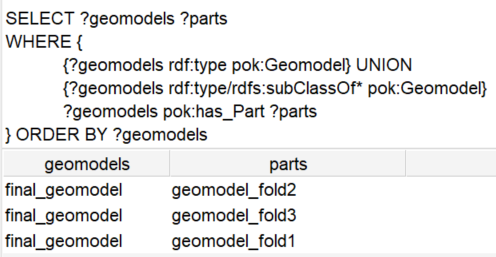 SELECT ?geomodels ?parts
WHERE {
{?geomodels rdf:type pok:Geomodel} UNION
{?geomodels rdf:type/rdfs:subClassOf* pok:Geomodel}
?geomodels pok:has_Part ?parts
} ORDER BY ?geomodels
geomodels parts
final_geomodel geomodel_fold2
final_geomodel geomodel_fold3
final_geomodel geomodel_fold1